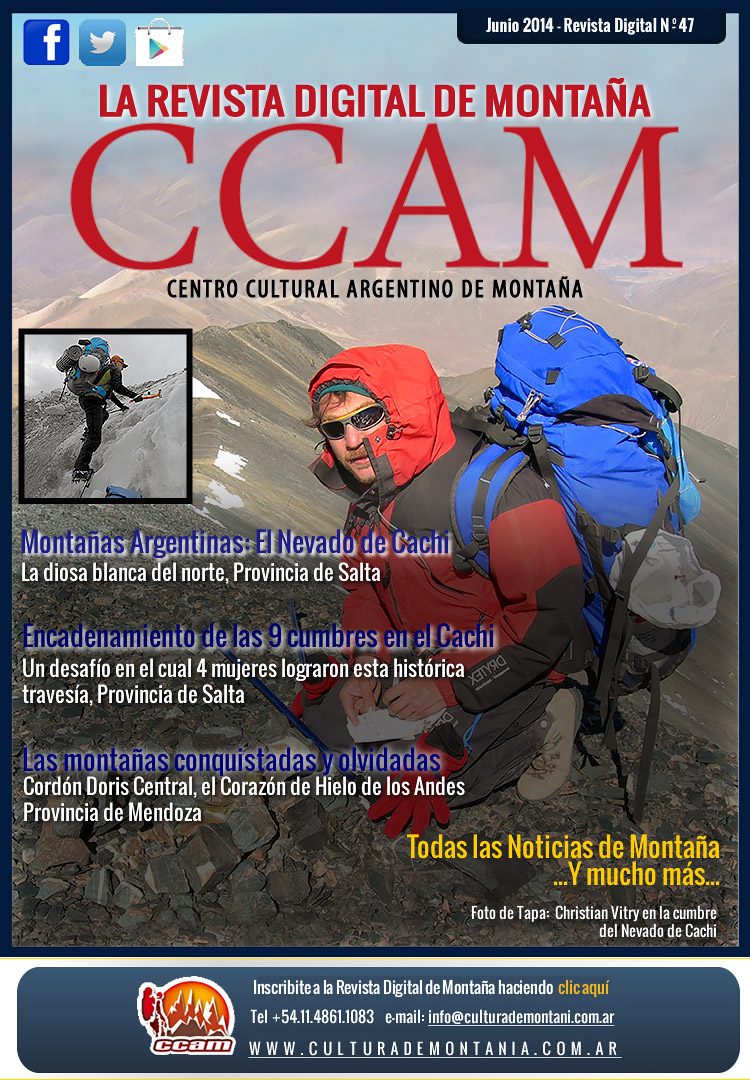 Junio 2014 - Revista Digital Nº 47
LA REVISTA DIGITAL DE MONTAÑA
CCAM
CENTRO CULTURAL ARGENTINO DE MONTAÑA
Montañas Argentinas: El Nevado de Cachi
La diosa blanca del norte, Provincia de Salta
Encadenamiento de las 9 cumbres en el Cachi
Un desafío en el cual 4 mujeres lograron esta histórica
travesía, Provincia de Salta
DRYTEX
Las montañas conquistadas y olvidadas
Cordón Doris Central, el Corazón de Hielo de los Andes
Provincia de Mendoza
Todas las Noticias de Montaña
...Y mucho más...
Foto de Tapa: Christian Vitry en la cumbre
del Nevado de Cachi
Inscribite a la Revista Digital de Montaña haciendo clic aquí
Tel +54.11.4861.1083 e-mail: info@culturademontani.com.ar
ccam
WWW.CULTURADEMONTANIA.COM.AR